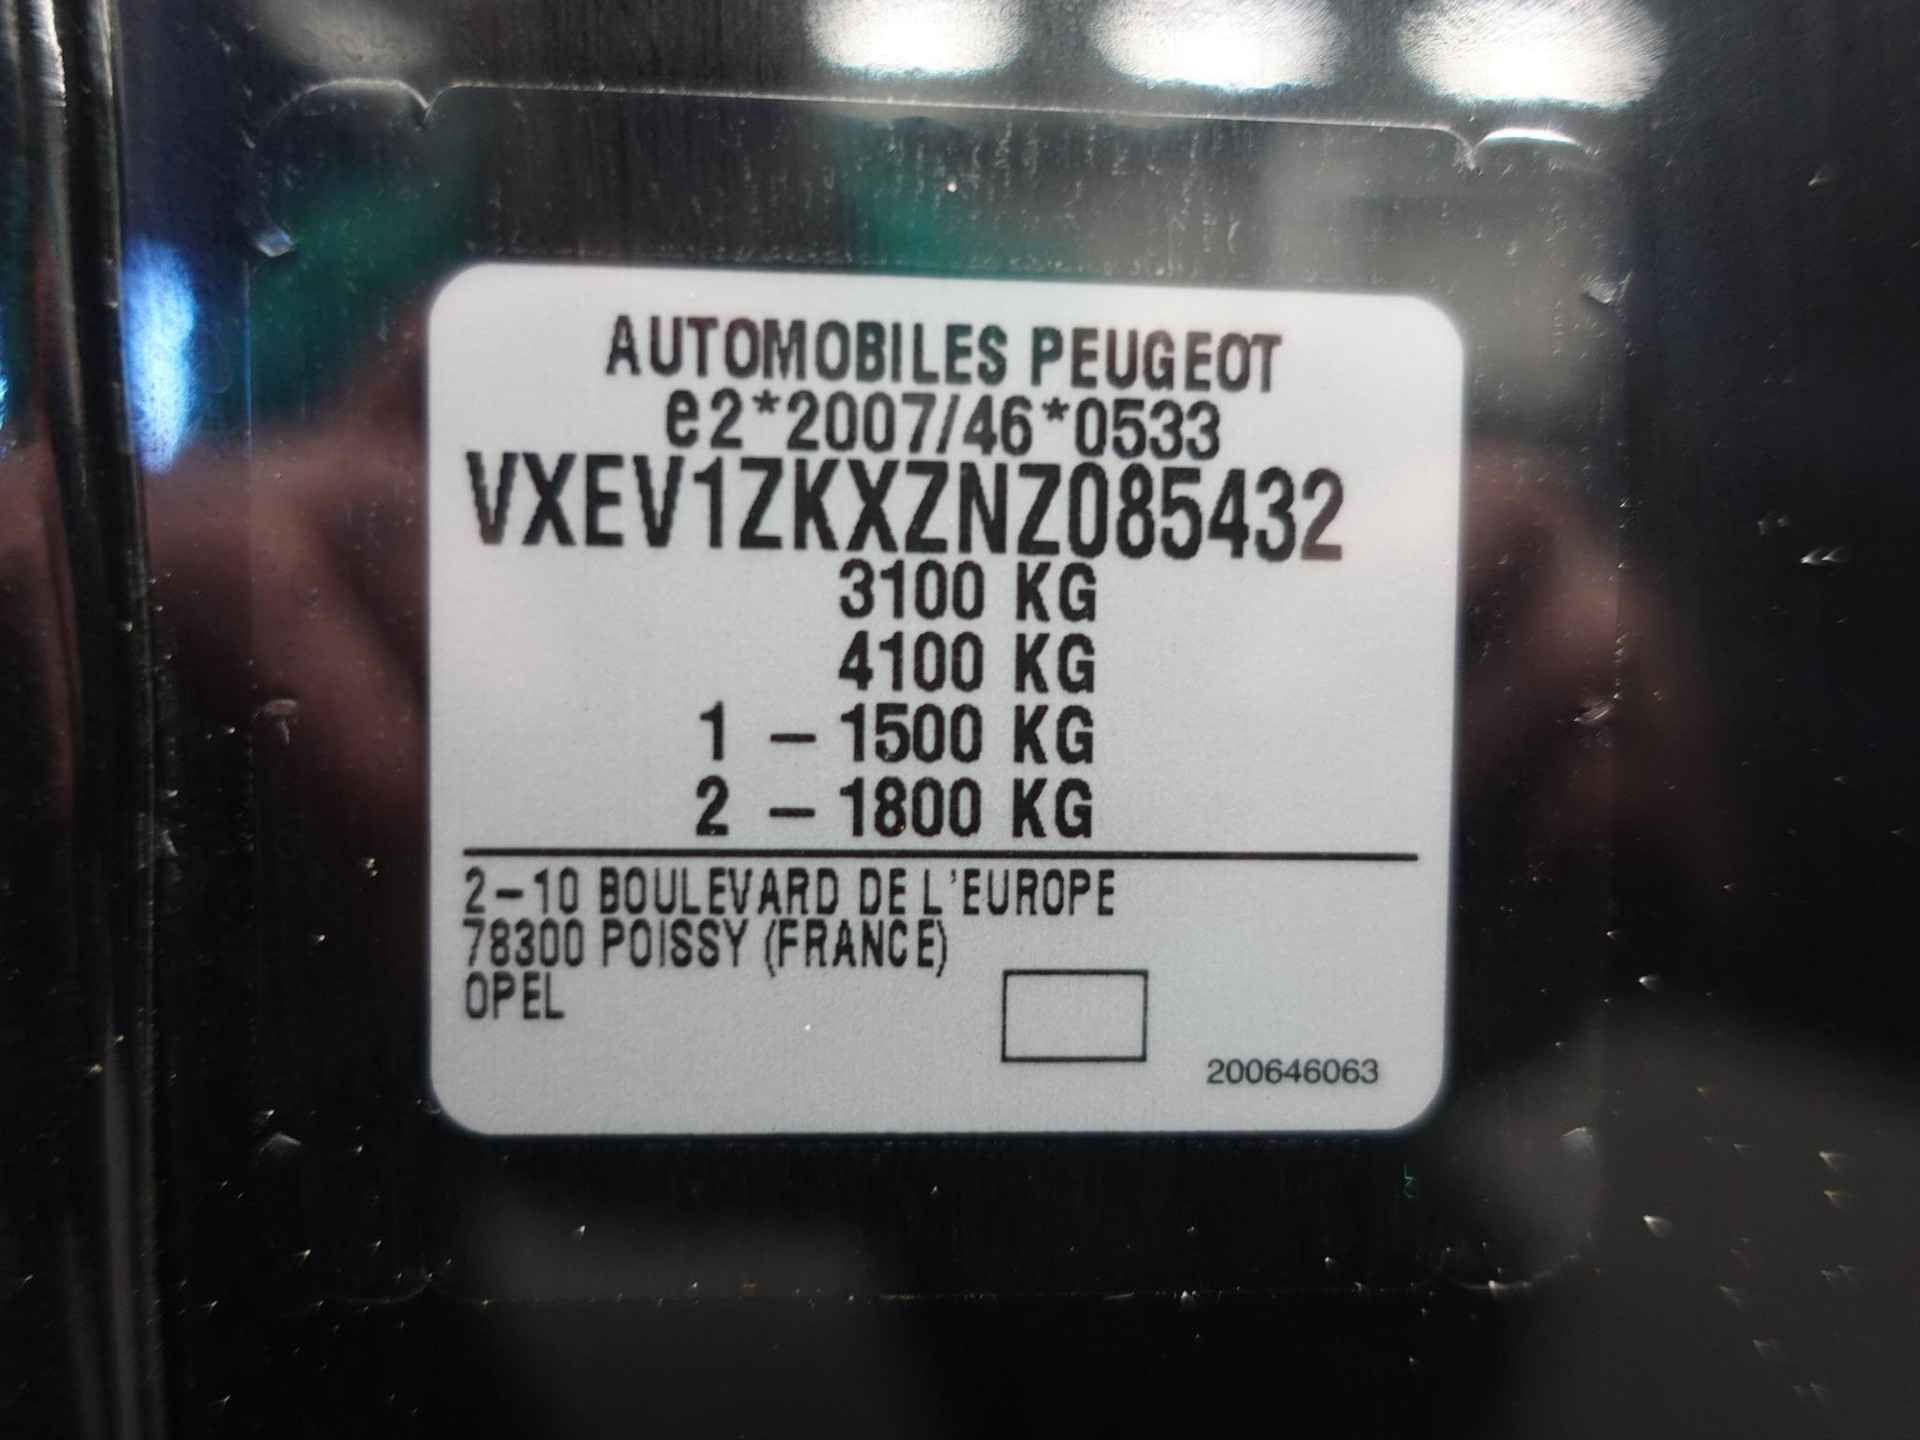 AUTOMOBILES PEUGEOT
e2*2007/46*0533
VXEV1ZKXZNZ085432
3100 KG
4100 KG
1 – 1500 KG
2 – 1800 KG
2–10 BOULEVARD DE L'EUROPE
78300 POISSY (FRANCE)
OPEL
200646063